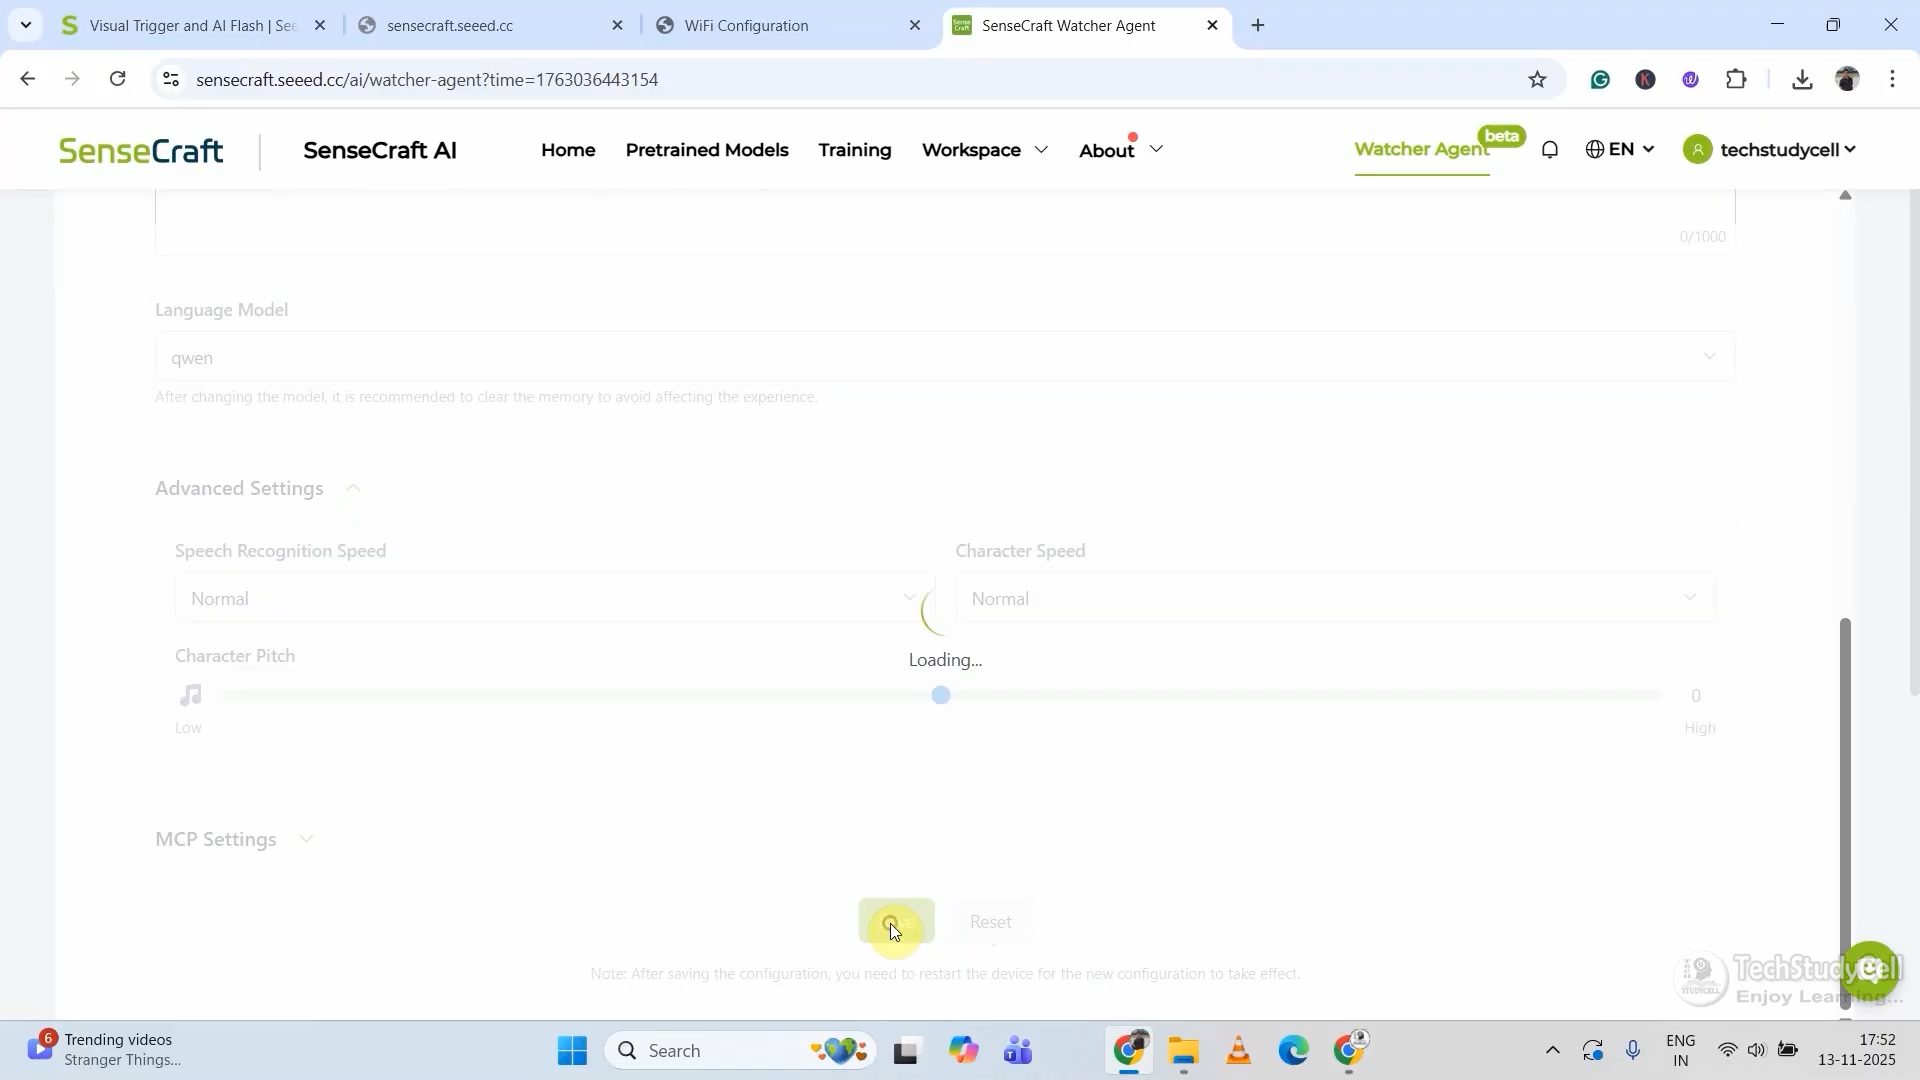 Visual Trigger and AI Flash | See
sensecraft.seeed.cc
WiFi Configuration
SenseCraft Watcher Agent
sensecraft.seeed.cc/ai/watcher-agent?time=1763036443154
SenseCraft
SenseCraft AI
Home
Pretrained Models
Training
Workspace
About
Watcher Agent
beta
EN
techstudycell
0/1000
Language Model
qwen
After changing the model, it is recommended to clear the memory to avoid affecting the experience.
Advanced Settings
Speech Recognition Speed
Character Speed
Normal
Normal
Loading...
Character Pitch
0
Low
High
MCP Settings
Reset
Note: After saving the configuration, you need to restart the device for the new configuration to take effect.
TechStudyCell
Enjoy Learning...
6
Trending videos
Stranger Things...
Search
ENG
IN
17:52
13-11-2025